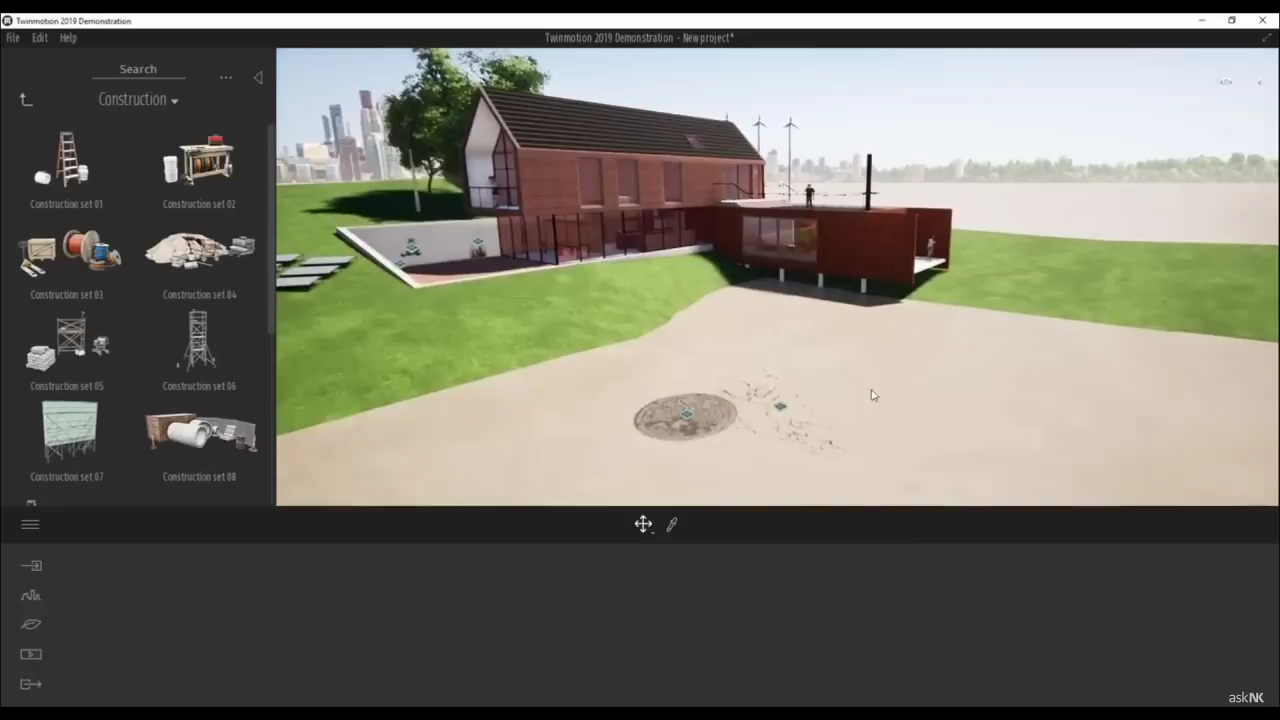 Twinmotion 2019 Demonstration
File Edit Help
Twinmotion 2019 Demonstration - New project*
Search
Construction
Construction set 01
Construction set 02
Construction set 03
Construction set 04
Construction set 05
Construction set 06
Construction set 07
Construction set 08
askNK